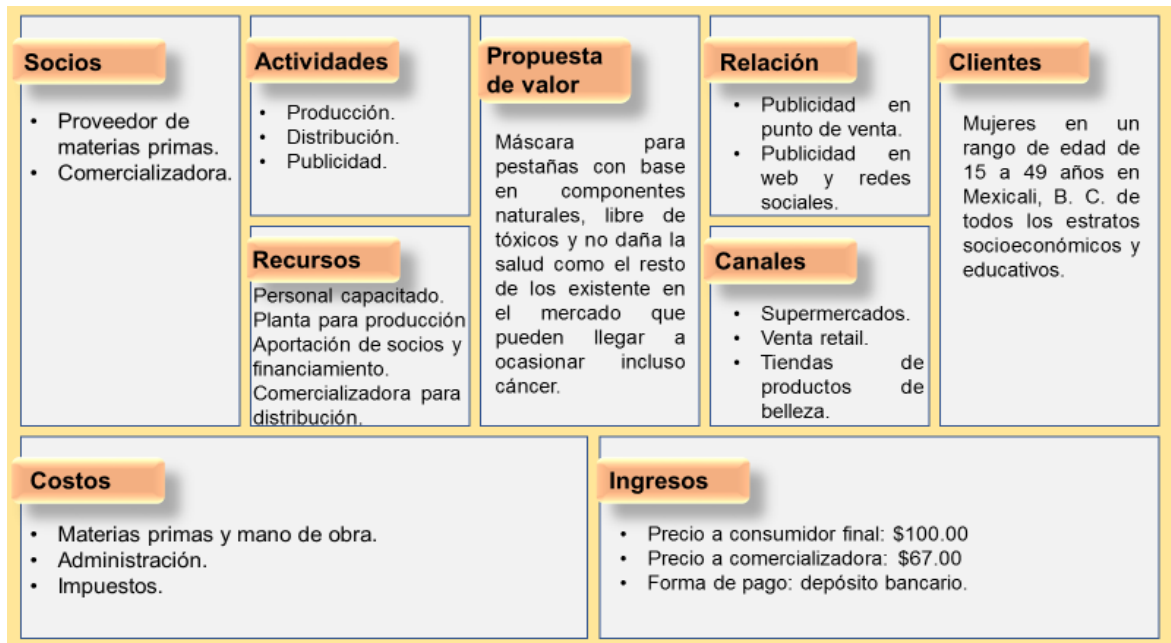 Socios
• Proveedor de
materias primas.
• Comercializadora.
Actividades
• Producción.
• Distribución.
• Publicidad.
Recursos
Personal capacitado.
Planta para producción
Aportación de socios y
financiamiento.
Comercializadora para
distribución.
Propuesta
de valor
Máscara para
pestañas con base
en componentes
naturales, libre de
tóxicos y no daña la
salud como el resto
de los existente en
el mercado que
pueden llegar a
ocasionar incluso
cáncer.
Relación
• Publicidad en
punto de venta.
• Publicidad en
web y redes
sociales.
Canales
• Supermercados.
• Venta retail.
• Tiendas de
productos de
belleza.
Clientes
Mujeres en un
rango de edad de
15 a 49 años en
Mexicali, B. C. de
todos los estratos
socioeconómicos y
educativos.
Costos
• Materias primas y mano de obra.
• Administración.
• Impuestos.
Ingresos
• Precio a consumidor final: $100.00
• Precio a comercializadora: $67.00
• Forma de pago: depósito bancario.